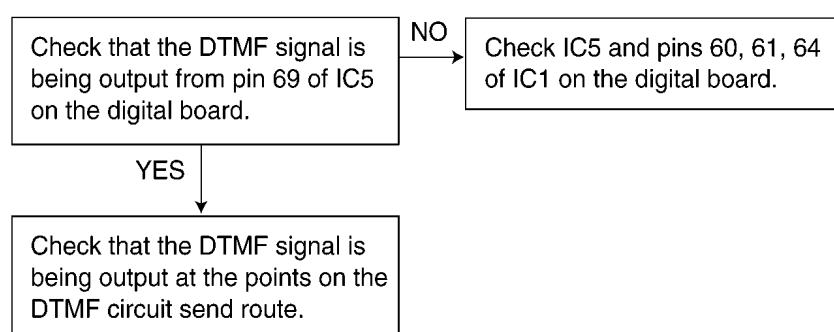 Check that the DTMF signal is
being output from pin 69 of IC5
on the digital board.
NO
Check IC5 and pins 60, 61, 64
of IC1 on the digital board.
YES
Check that the DTMF signal is
being output at the points on the
DTMF circuit send route.